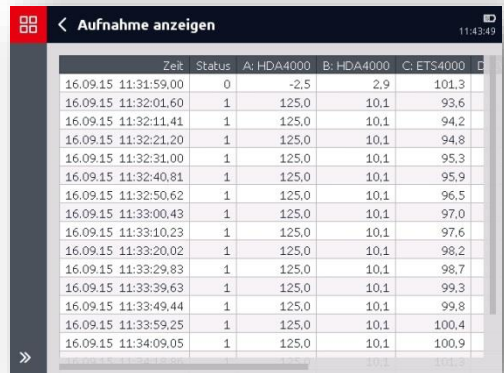 Aufnahme anzeigen
11:43:49
Zeit Status A: HDA4000 B: HDA4000 C: ETS4000 D
16.09.15 11:31:59,00 0 -2,5 2,9 101,3
16.09.15 11:32:01,60 1 125,0 10,1 93,6
16.09.15 11:32:11,41 1 125,0 10,1 94,2
16.09.15 11:32:21,20 1 125,0 10,1 94,8
16.09.15 11:32:31,00 1 125,0 10,1 95,3
16.09.15 11:32:40,81 1 125,0 10,1 95,9
16.09.15 11:32:50,62 1 125,0 10,1 96,5
16.09.15 11:33:00,43 1 125,0 10,1 97,0
16.09.15 11:33:10,23 1 125,0 10,1 97,6
16.09.15 11:33:20,02 1 125,0 10,1 98,2
16.09.15 11:33:29,83 1 125,0 10,1 98,7
16.09.15 11:33:39,63 1 125,0 10,1 99,3
16.09.15 11:33:49,44 1 125,0 10,1 99,8
16.09.15 11:33:59,25 1 125,0 10,1 100,4
16.09.15 11:34:09,05 1 125,0 10,1 100,9